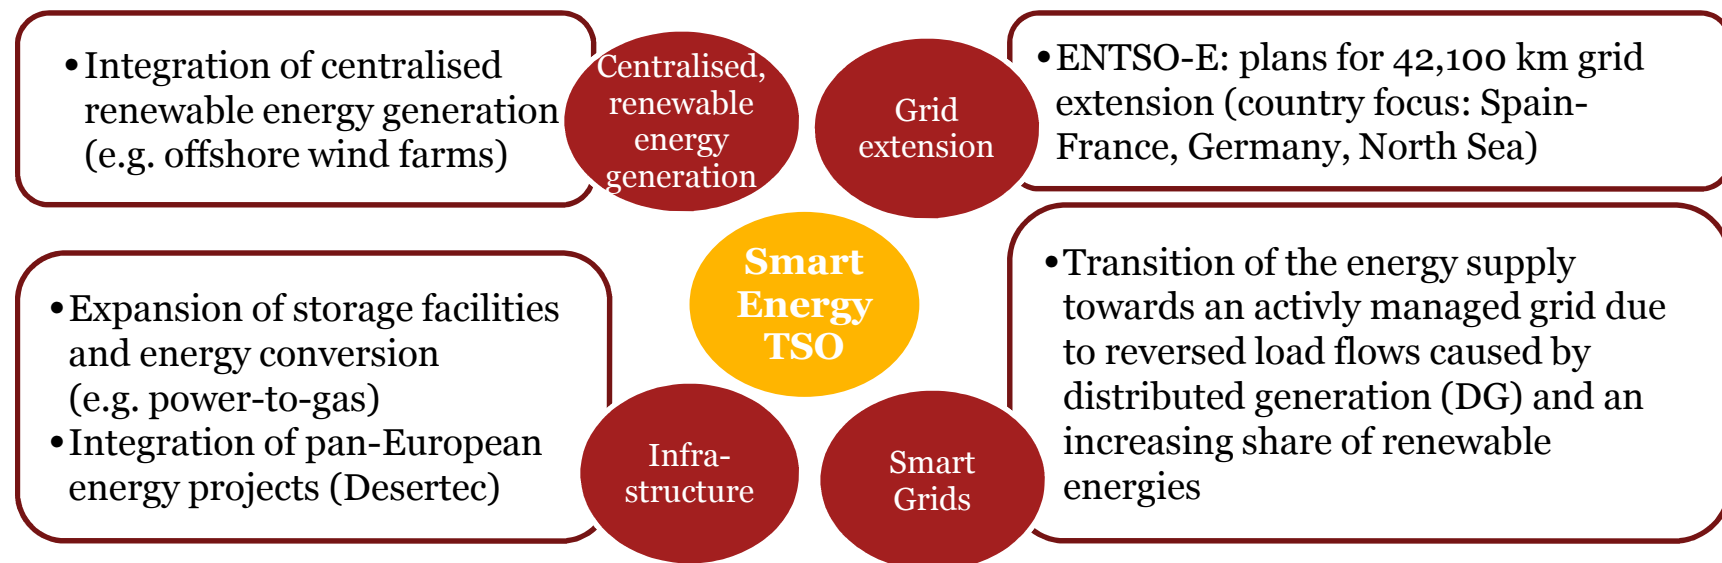 • Integration of centralised
renewable energy generation
(e.g. offshore wind farms)
Centralised,
renewable
energy
generation
Grid
extension
• ENTSO-E: plans for 42,100 km grid
extension (country focus: Spain-
France, Germany, North Sea)
Smart
Energy
TSO
• Expansion of storage facilities
and energy conversion
(e.g. power-to-gas)
• Integration of pan-European
energy projects (Desertec)
Infra-
structure
Smart
Grids
• Transition of the energy supply
towards an activly managed grid due
to reversed load flows caused by
distributed generation (DG) and an
increasing share of renewable
energies